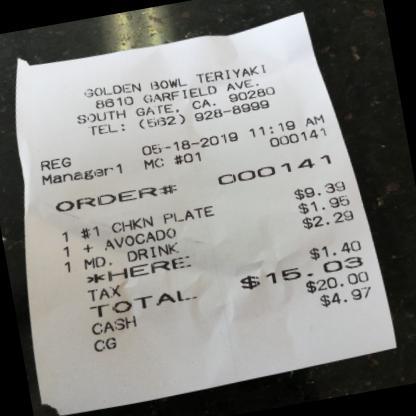 GOLDEN BOWL TERIYAKI
8610 GARFIELD AVE.
SOUTH GATE, CA. 90280
TEL: (562) 928-8999
REG 05-18-2019 11:19 AM
Manager1 MC #01 000141
ORDER# 000141
1 #1 CHKN PLATE $9.39
1 + AVOCADO $1.95
1 MD. DRINK $2.29
*HERE
TAX $1.40
TOTAL $15.03
CASH $20.00
CG $4.97